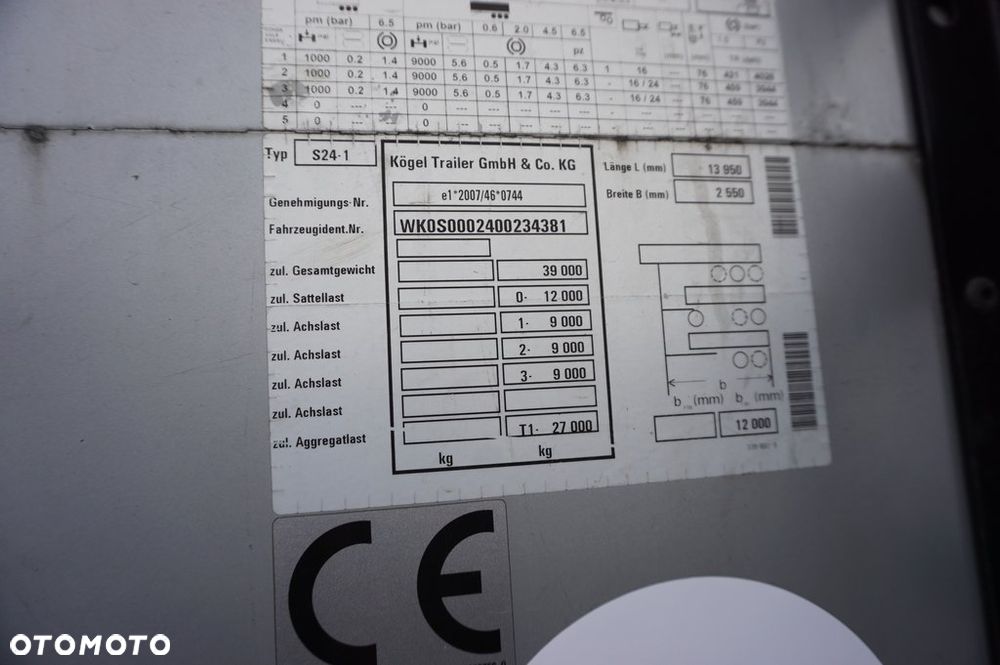 pm (bar) 6.5 pm (bar) 0.6 2.0 4.5 6.5
pz
1 1000 0.2 1.4 9000 5.6 0.5 1.7 4.3 6.3 1 16 --- 76 421
2 1000 0.2 1.4 9000 5.6 0.5 1.7 4.3 6.3 - 16 / 24 --- 76 459
3 1000 0.2 1.4 9000 5.6 0.5 1.7 4.3 6.3 - 16 / 24 --- 76 459
4 0 --- --- 0 --- --- --- --- ---
5 0 --- 0 --- --- --- --- ---
Typ S24-1
Kögel Trailer GmbH & Co. KG
Länge L (mm) 13 950
Breite B (mm) 2 550
Genehmigungs-Nr. e1*2007/46*0744
Fahrzeugident.Nr. WK0S0002400234381
zul. Gesamtgewicht 39 000
zul. Sattellast 0- 12 000
zul. Achslast 1- 9 000
zul. Achslast 2- 9 000
zul. Achslast 3- 9 000
zul. Achslast
zul. Aggregatlast T1- 27 000
kg kg
b
b (mm) b (mm)
12 000
CE
OTOMOTO